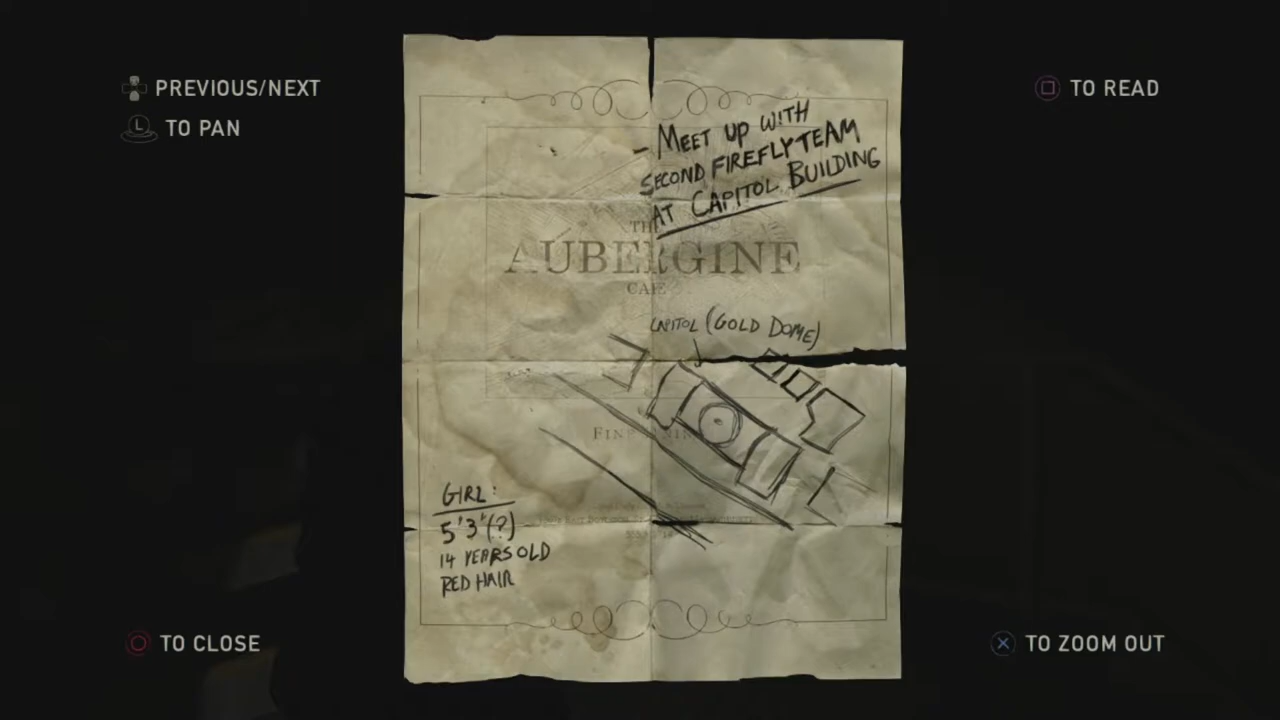 PREVIOUS/NEXT
L TO PAN
TO READ
- MEET UP WITH
SECOND FIREFLY TEAM
AT CAPITOL BUILDING
THE
AUBERGINE
CAFE
CAPITOL (GOLD DOME)
FINE DINING
GIRL:
5'3"(?)
14 YEARS OLD
RED HAIR
TO CLOSE
TO ZOOM OUT